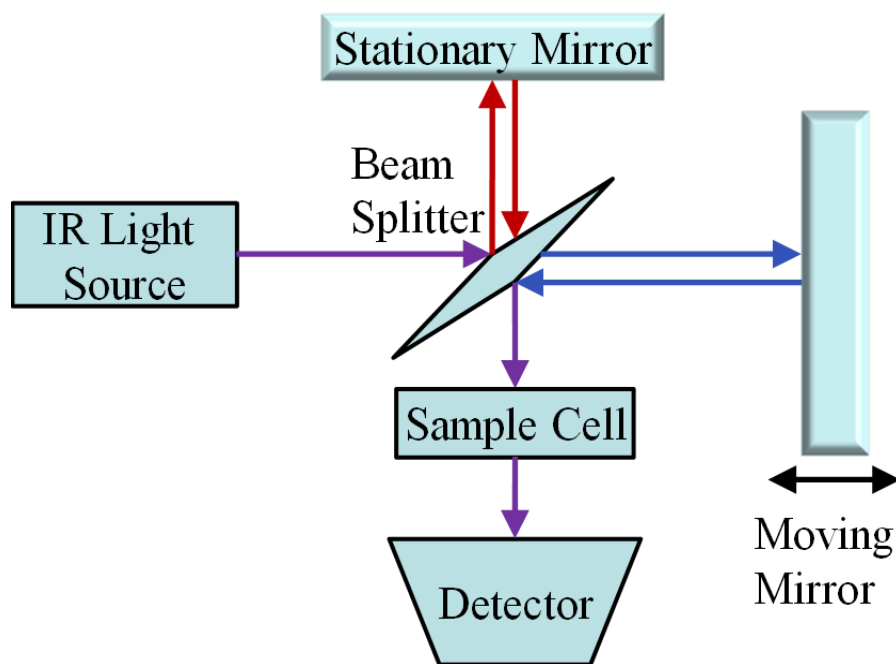 Stationary Mirror
Beam
Splitter
IR Light
Source
Sample Cell
Moving
Mirror
Detector